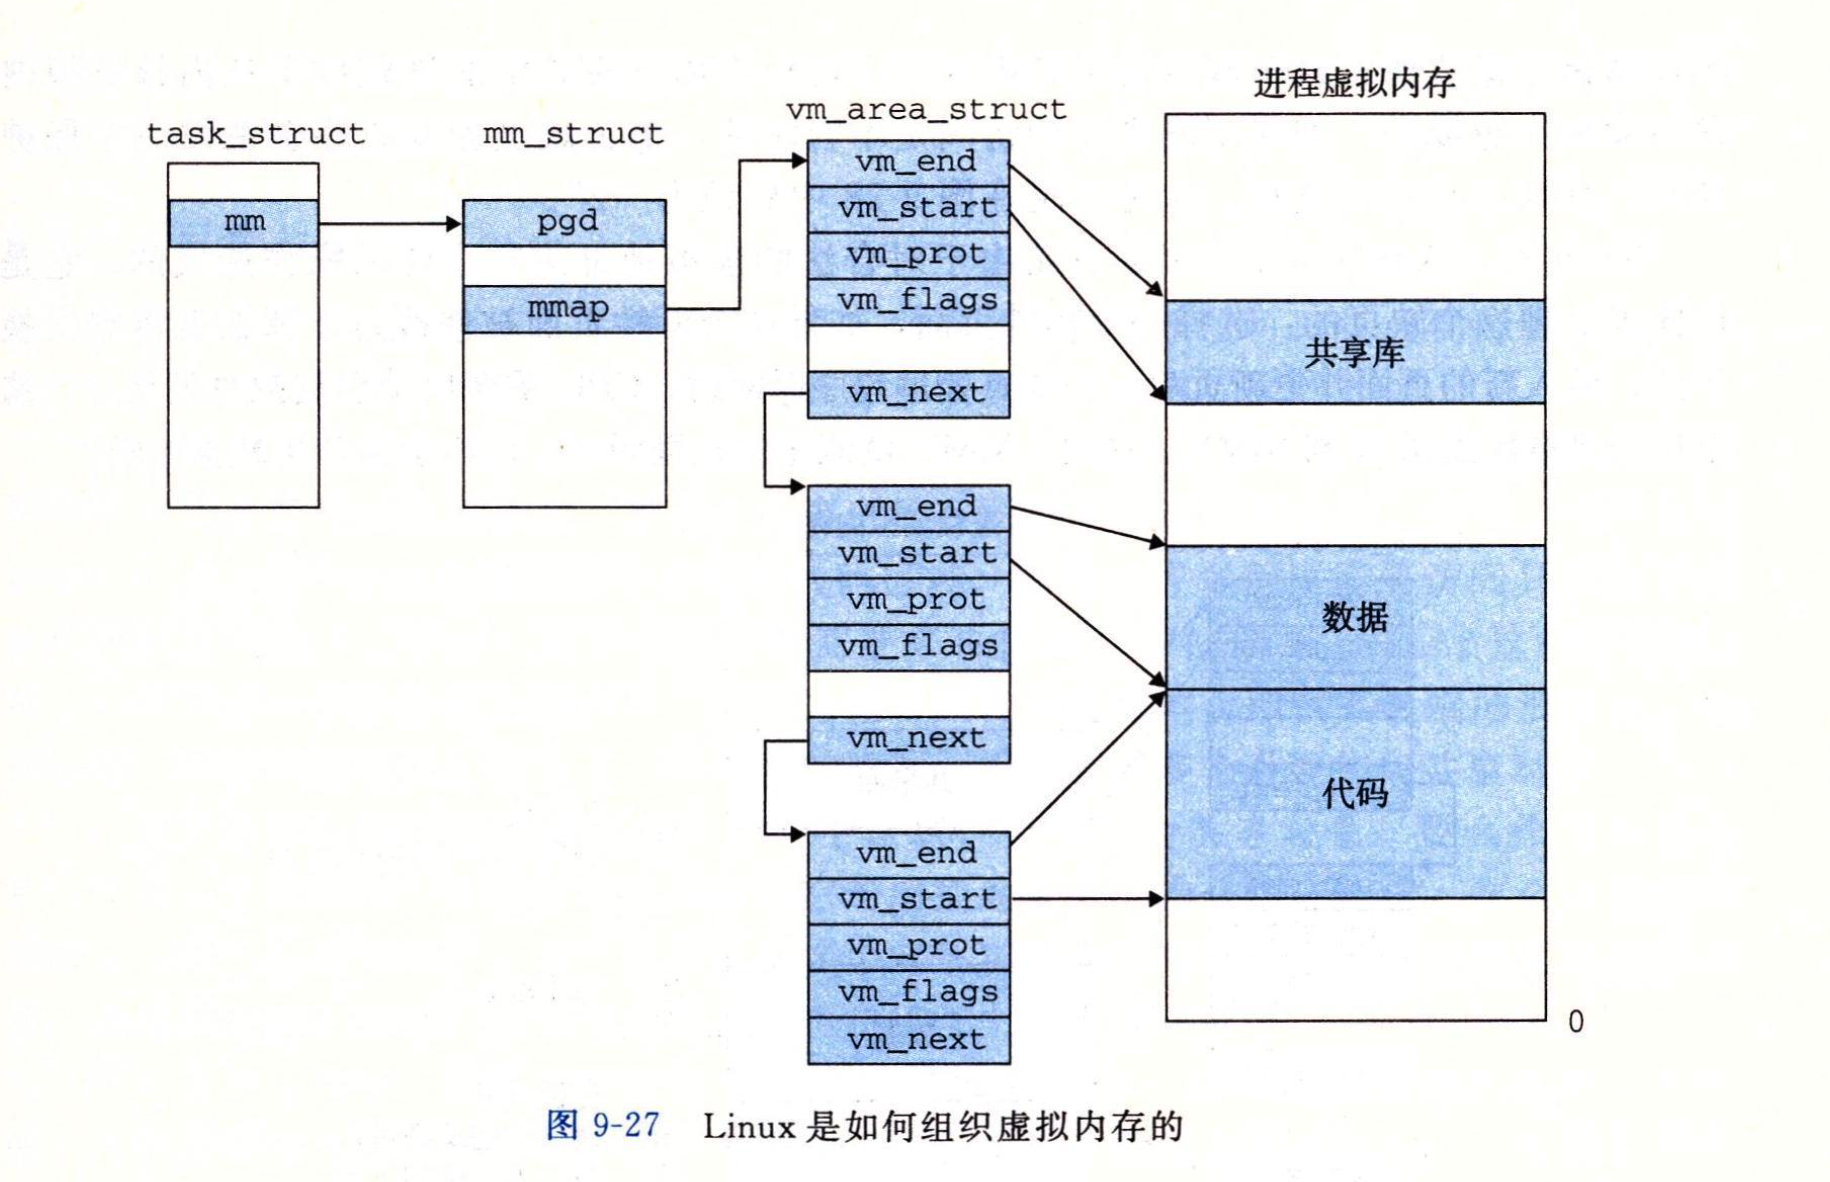 进程虚拟内存
vm_area_struct
task_struct
mm_struct
mm
pgd
mmap
vm_end
vm_start
vm_prot
vm_flags
vm_next
vm_end
vm_start
vm_prot
vm_flags
vm_next
vm_end
vm_start
vm_prot
vm_flags
vm_next
共享库
数据
代码
0
图 9-27 Linux 是如何组织虚拟内存的